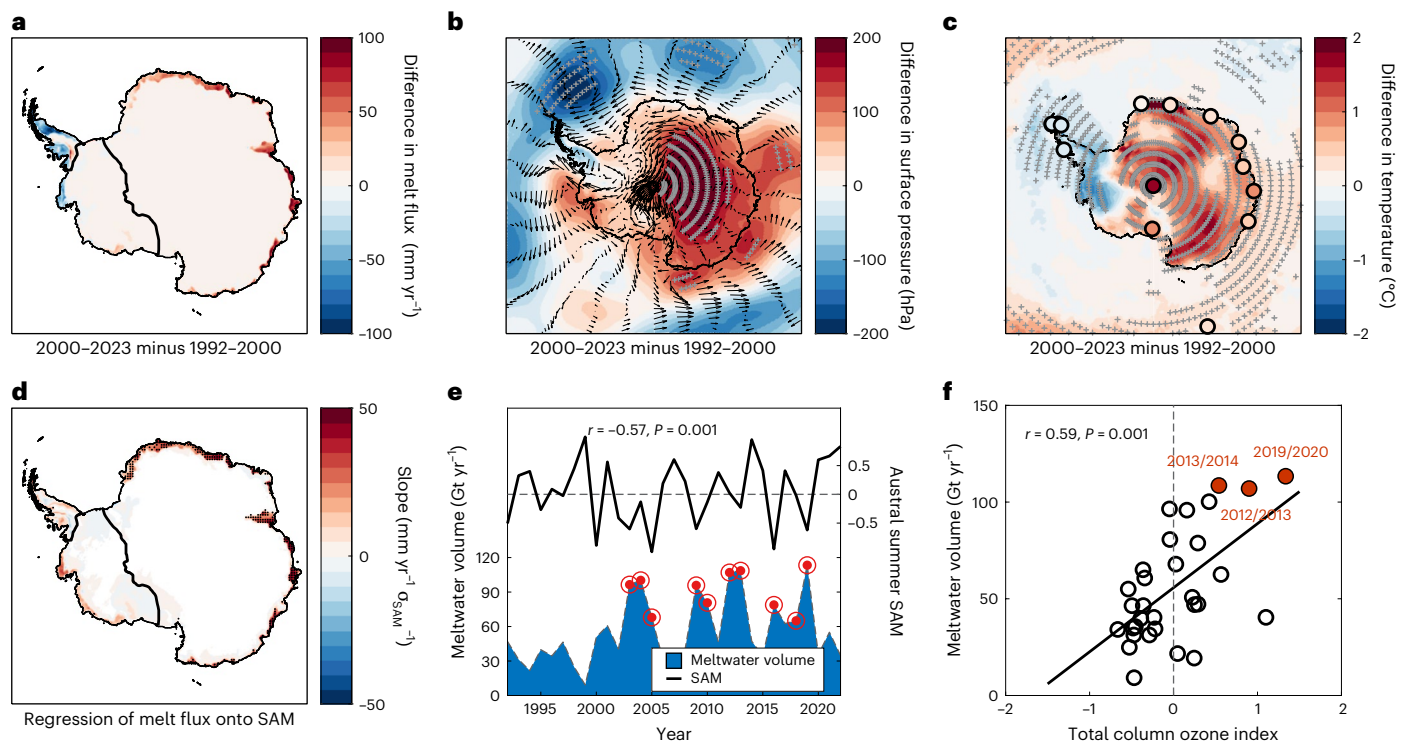 a
100
50
0
−50
−100
Difference in melt flux (mm yr⁻¹)
2000–2023 minus 1992–2000
b
200
100
0
−100
−200
Difference in surface pressure (hPa)
2000–2023 minus 1992–2000
c
2
1
0
−1
−2
Difference in temperature (°C)
2000–2023 minus 1992–2000
d
50
0
−50
Slope (mm yr⁻¹ σSAM⁻¹)
Regression of melt flux onto SAM
e
r = −0.57, P = 0.001
0.5
0
−0.5
Austral summer SAM
120
90
60
30
0
Meltwater volume (Gt yr⁻¹)
Meltwater volume
SAM
1995
2000
2005
2010
2015
2020
Year
f
150
100
50
0
Meltwater volume (Gt yr⁻¹)
r = 0.59, P = 0.001
2019/2020
2013/2014
2012/2013
−2
−1
0
1
2
Total column ozone index